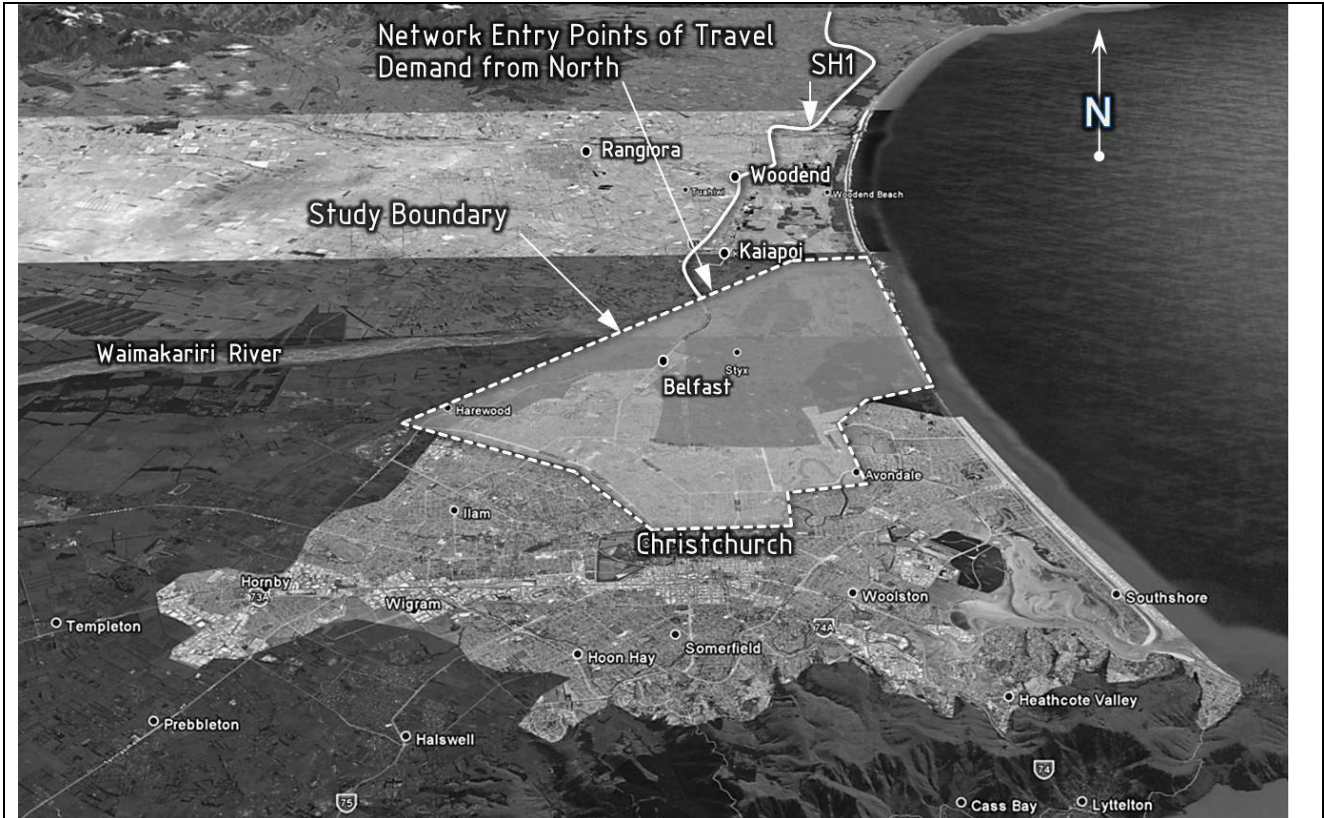 Network Entry Points of Travel
Demand from North
SH1
N
Rangiora
Woodend
Tuahiwi
Woodend Beach
Study Boundary
Kaiapoi
Waimakariri River
Styx
Belfast
Harewood
Avondale
Ilam
Christchurch
Hornby
73A
Wigram
Woolston
Southshore
Templeton
74A
Somerfield
Hoon Hay
Heathcote Valley
Prebbleton
Halswell
74
75
Cass Bay
Lyttelton